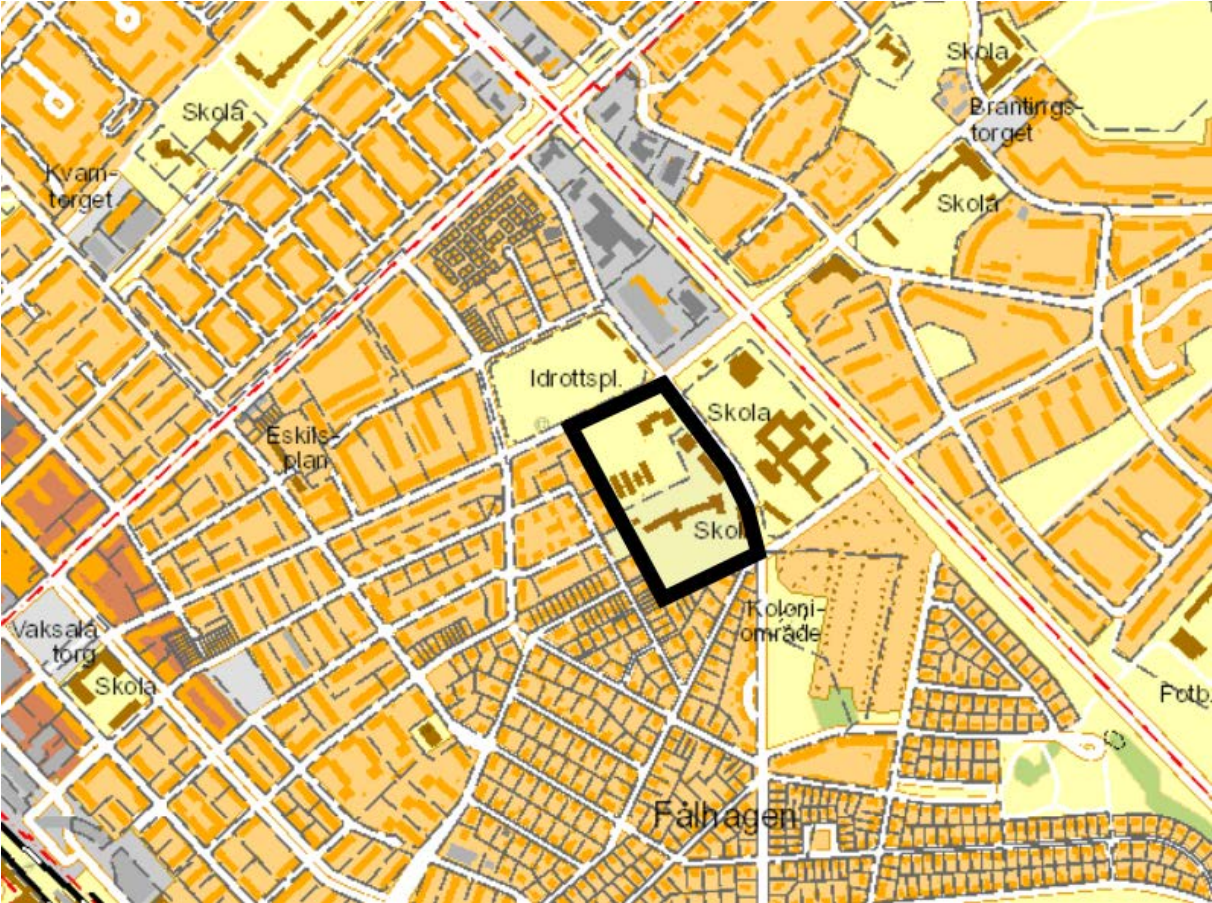 Skola
Skola
Brantings-
torget
Kvarn-
torget
Skola
Idrottspl.
Skola
Eskils-
plan
Skol
Koloni-
område
Vaksala
torg
Skola
Fotb.
Fålhagen